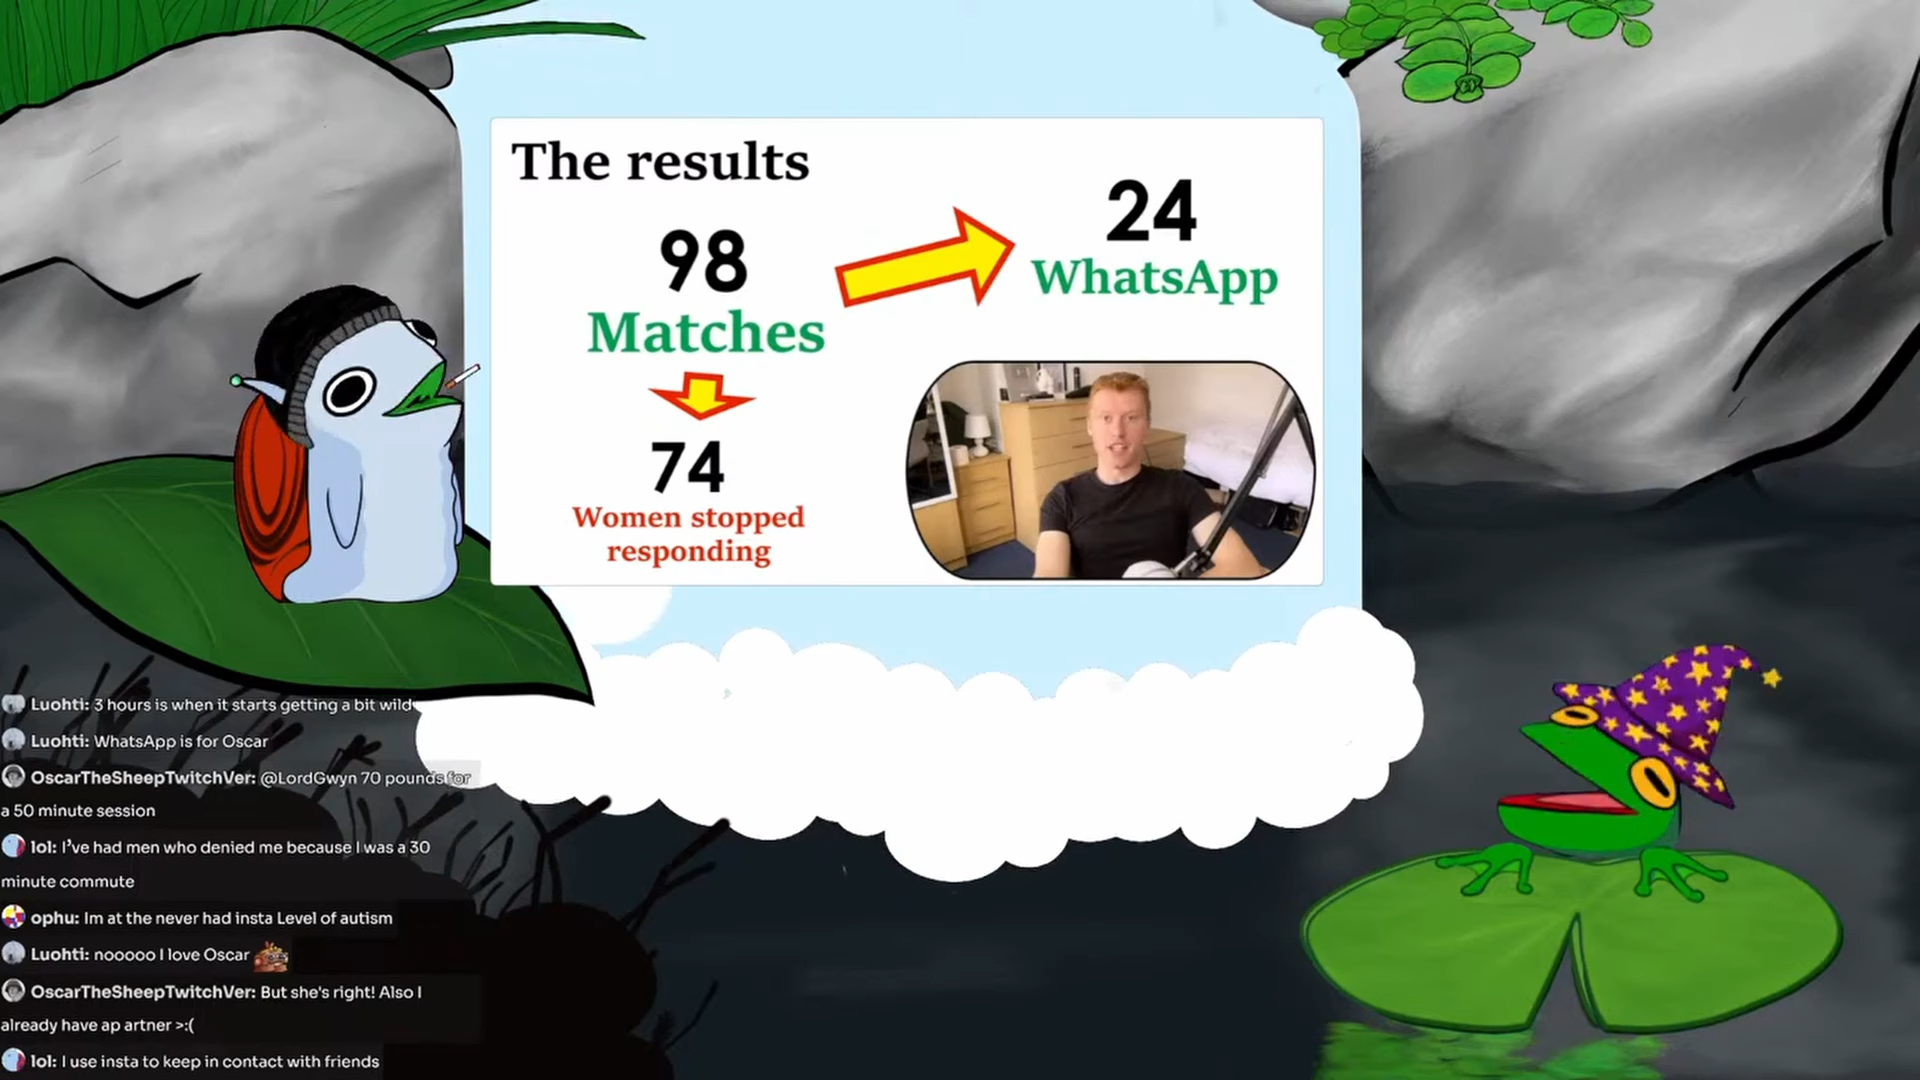 The results
98
Matches
24
WhatsApp
74
Women stopped
responding
Luohti: 3 hours is when it starts getting a bit wild
Luohti: WhatsApp is for Oscar
OscarTheSheepTwitchVer: @LordGwyn 70 pounds for
a 50 minute session
lol: I've had men who denied me because I was a 30
minute commute
ophu: Im at the never had insta Level of autism
Luohti: nooooo I love Oscar
OscarTheSheepTwitchVer: But she's right! Also I
already have ap artner >:(
lol: I use insta to keep in contact with friends